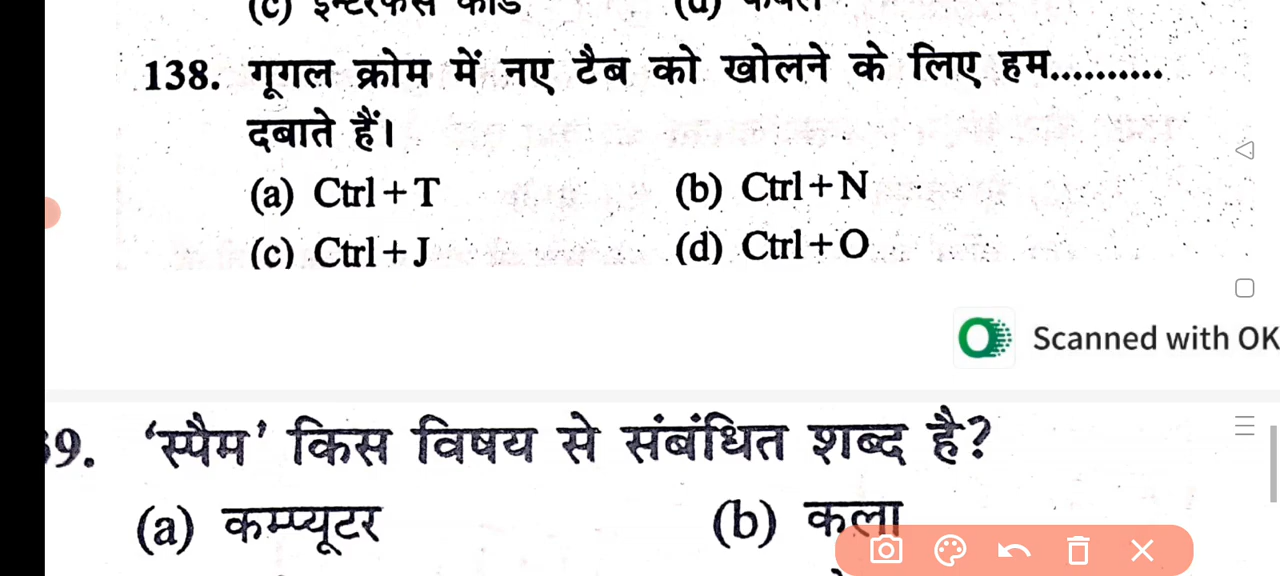 138. गूगल क्रोम में नए टैब को खोलने के लिए हम..........
दबाते हैं।
(a) Ctrl+T (b) Ctrl+N
(c) Ctrl+J (d) Ctrl+O
Scanned with OK
9. ‘स्पैम’ किस विषय से संबंधित शब्द है?
(a) कम्प्यूटर (b) कला